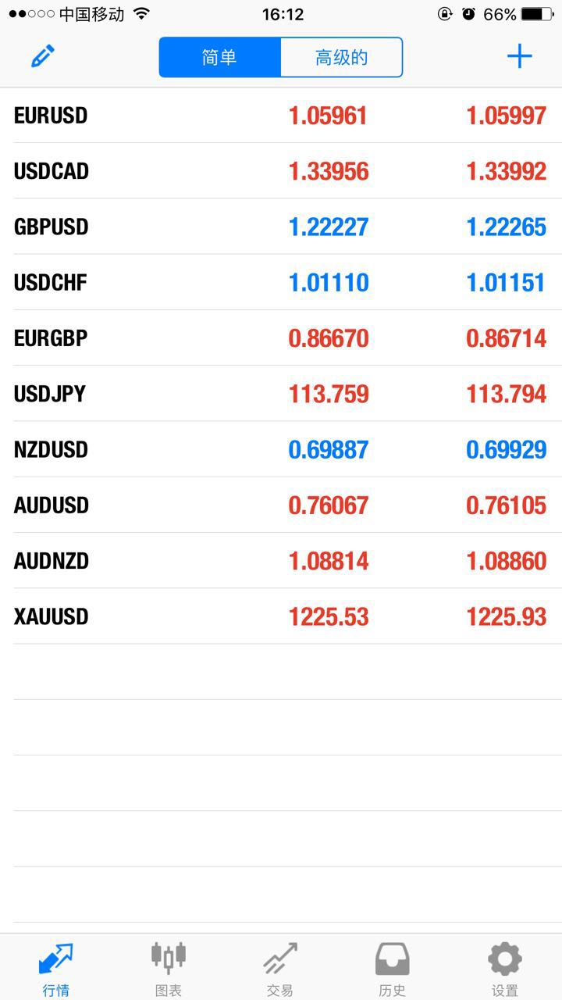 中国移动 16:12 66%
简单 高级的
EURUSD 1.05961 1.05997
USDCAD 1.33956 1.33992
GBPUSD 1.22227 1.22265
USDCHF 1.01110 1.01151
EURGBP 0.86670 0.86714
USDJPY 113.759 113.794
NZDUSD 0.69887 0.69929
AUDUSD 0.76067 0.76105
AUDNZD 1.08814 1.08860
XAUUSD 1225.53 1225.93
行情 图表 交易 历史 设置